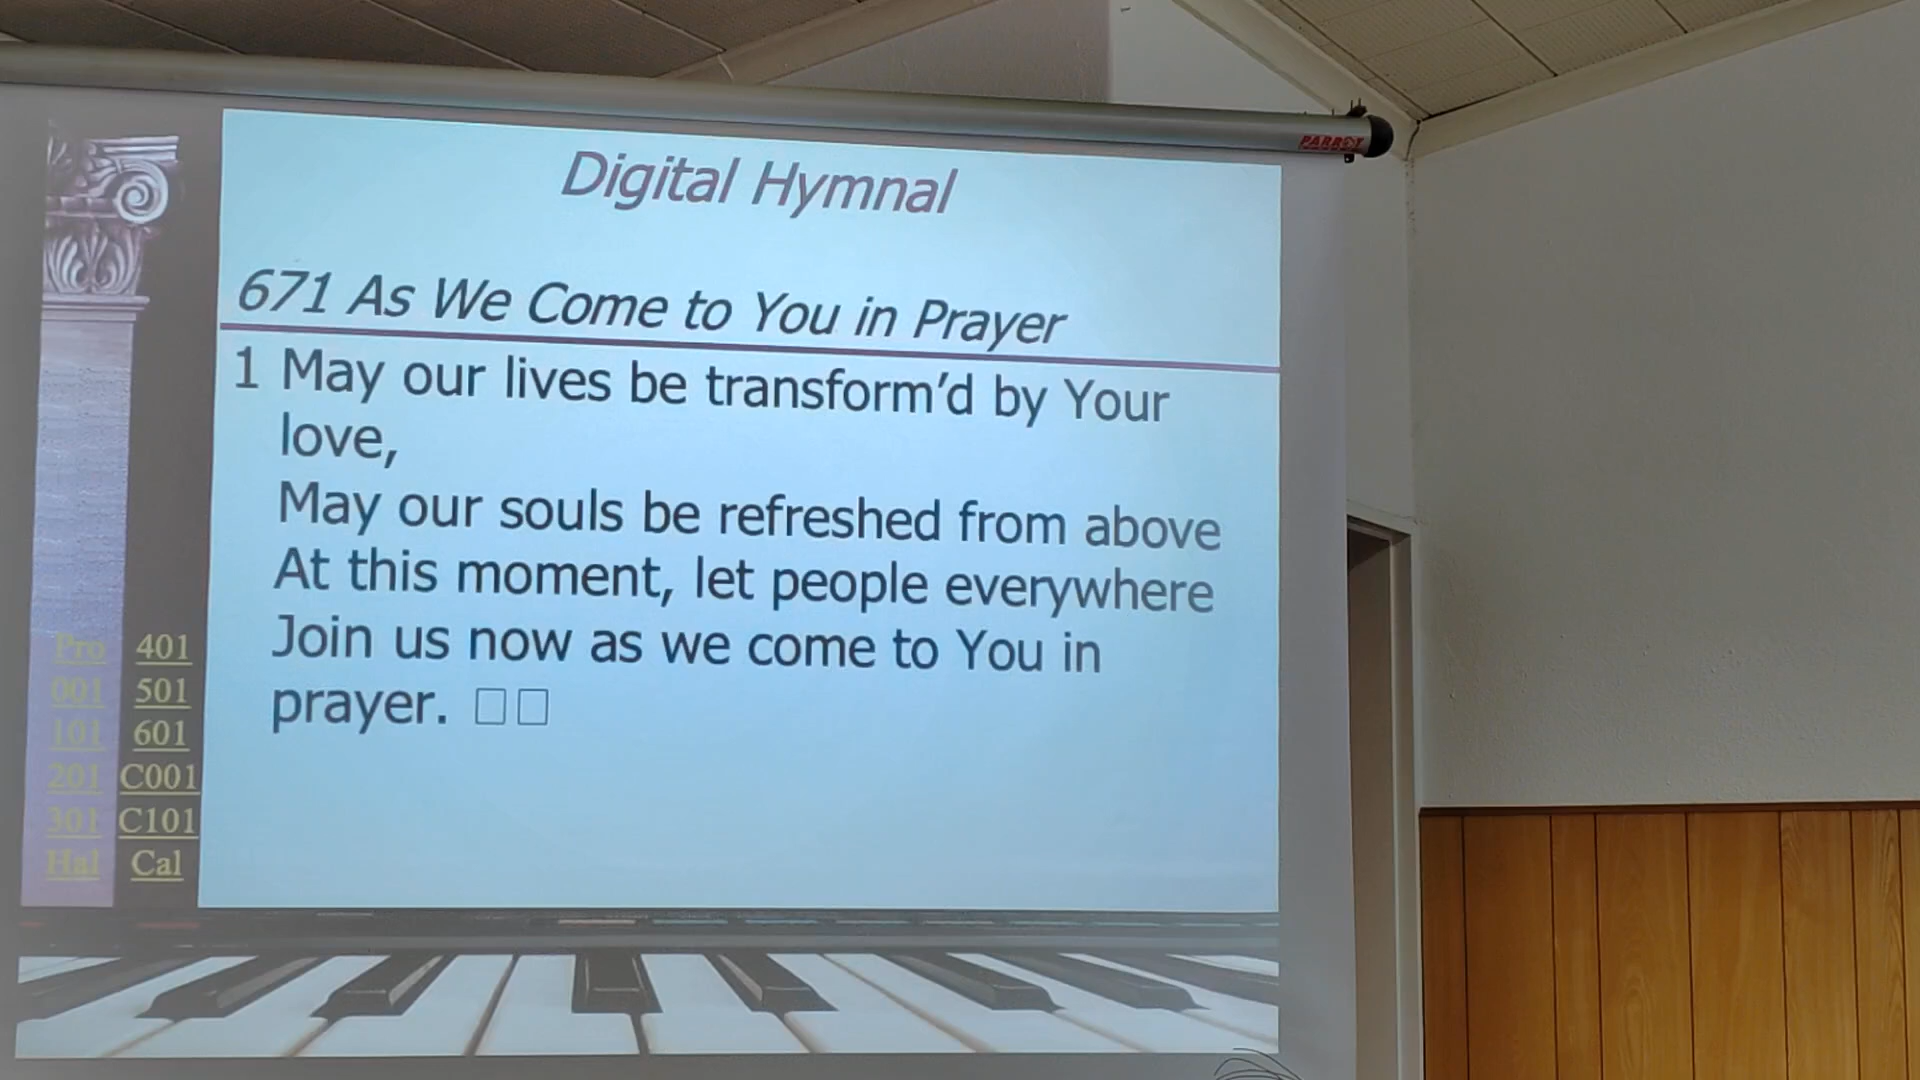 PARROT
Digital Hymnal
671 As We Come to You in Prayer
1 May our lives be transform’d by Your
love,
May our souls be refreshed from above
At this moment, let people everywhere
Join us now as we come to You in
prayer. □□
Pro 401
001 501
101 601
201 C001
301 C101
Hal Cal